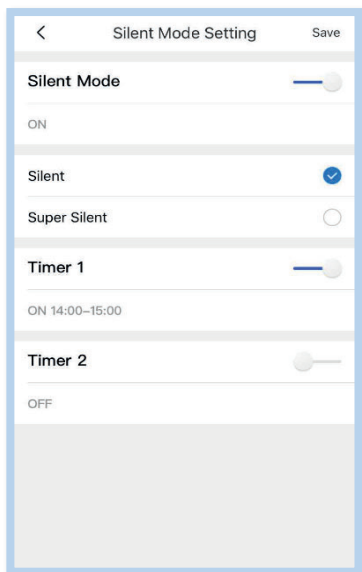 Silent Mode Setting Save
Silent Mode
ON
Silent
Super Silent
Timer 1
ON 14:00–15:00
Timer 2
OFF